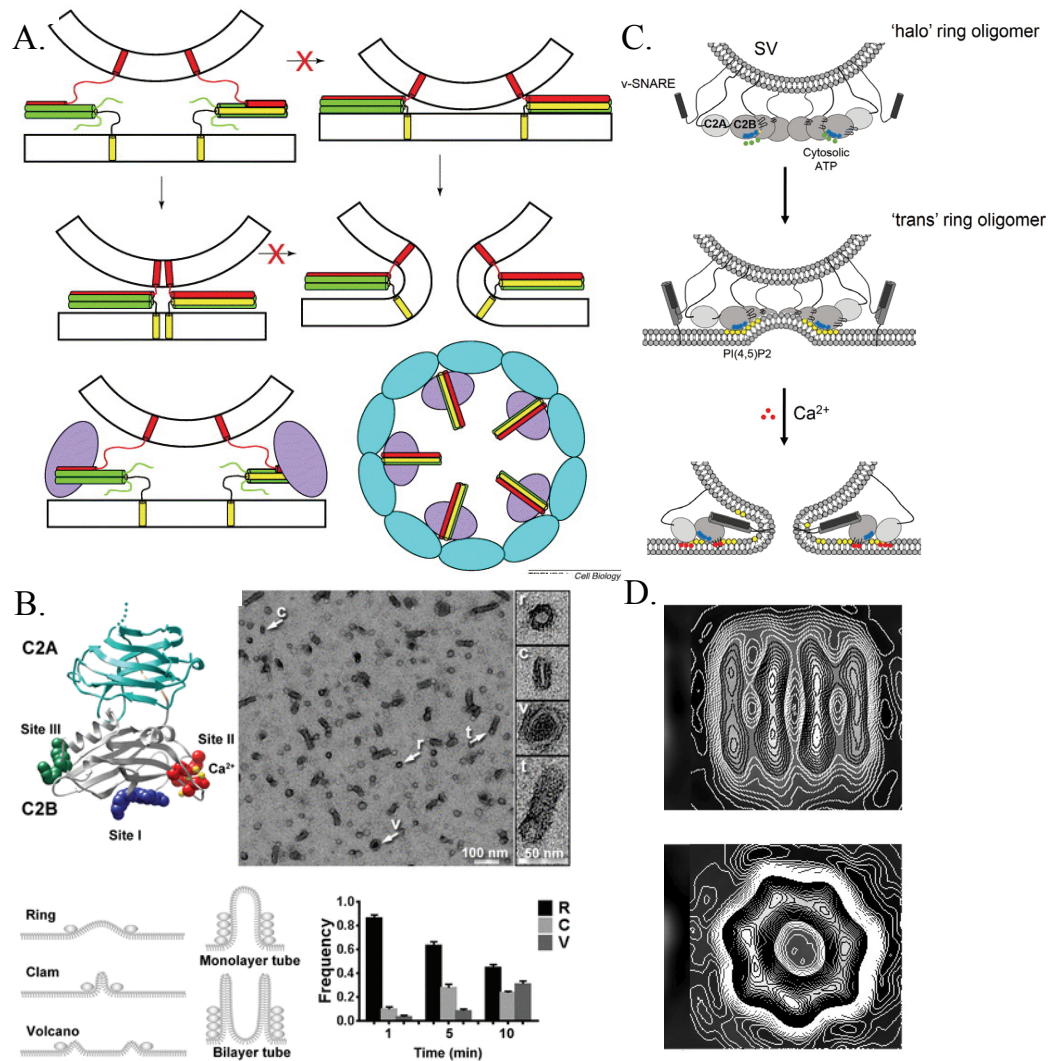 A.
Cell Biology
B.
C2A
Site III
Site II
Ca²⁺
C2B
Site I
c
r
t
v
100 nm
r
c
v
t
50 nm
Ring
Clam
Volcano
Monolayer tube
Bilayer tube
Frequency
1.0
0.8
0.6
0.4
0.2
0.0
1
5
10
Time (min)
R
C
V
C.
'halo' ring oligomer
SV
v-SNARE
C2A
C2B
Cytosolic
ATP
'trans' ring oligomer
PI(4,5)P2
Ca²⁺
D.